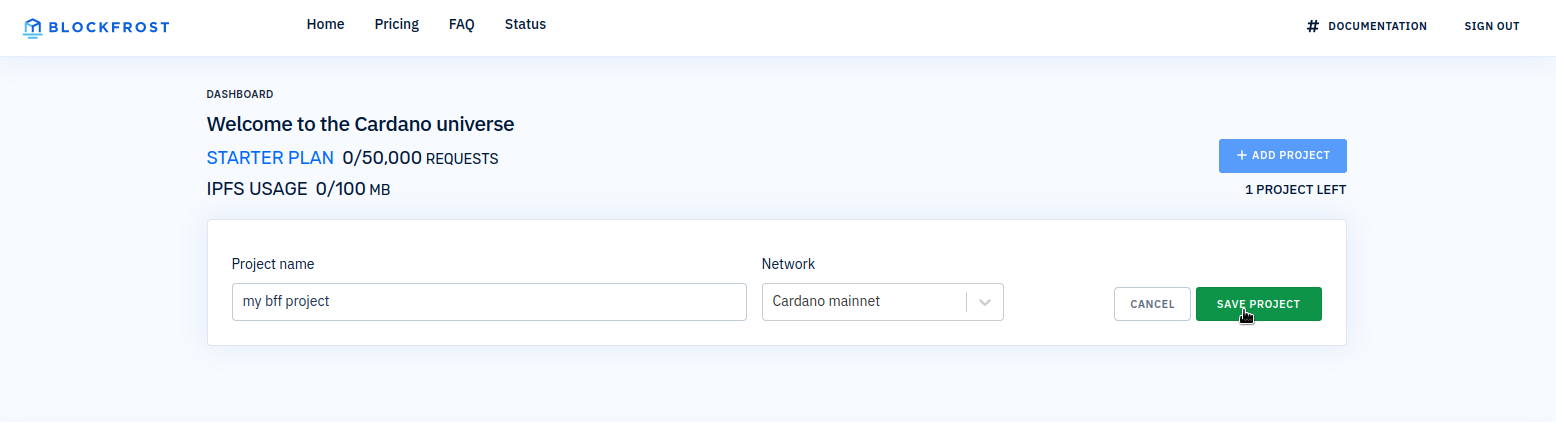 BLOCKFROST Home Pricing FAQ Status # DOCUMENTATION SIGN OUT
DASHBOARD
Welcome to the Cardano universe
STARTER PLAN 0/50,000 REQUESTS
+ ADD PROJECT
IPFS USAGE 0/100 MB
1 PROJECT LEFT
Project name Network
my bff project Cardano mainnet CANCEL SAVE PROJECT